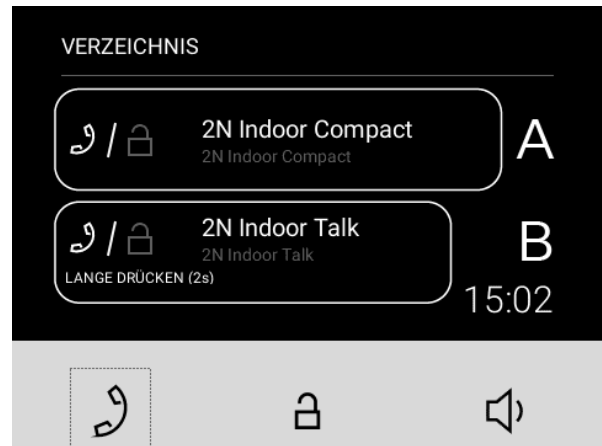 VERZEICHNIS
2N Indoor Compact
2N Indoor Compact
A
2N Indoor Talk
2N Indoor Talk
B
LANGE DRÜCKEN (2s)
15:02